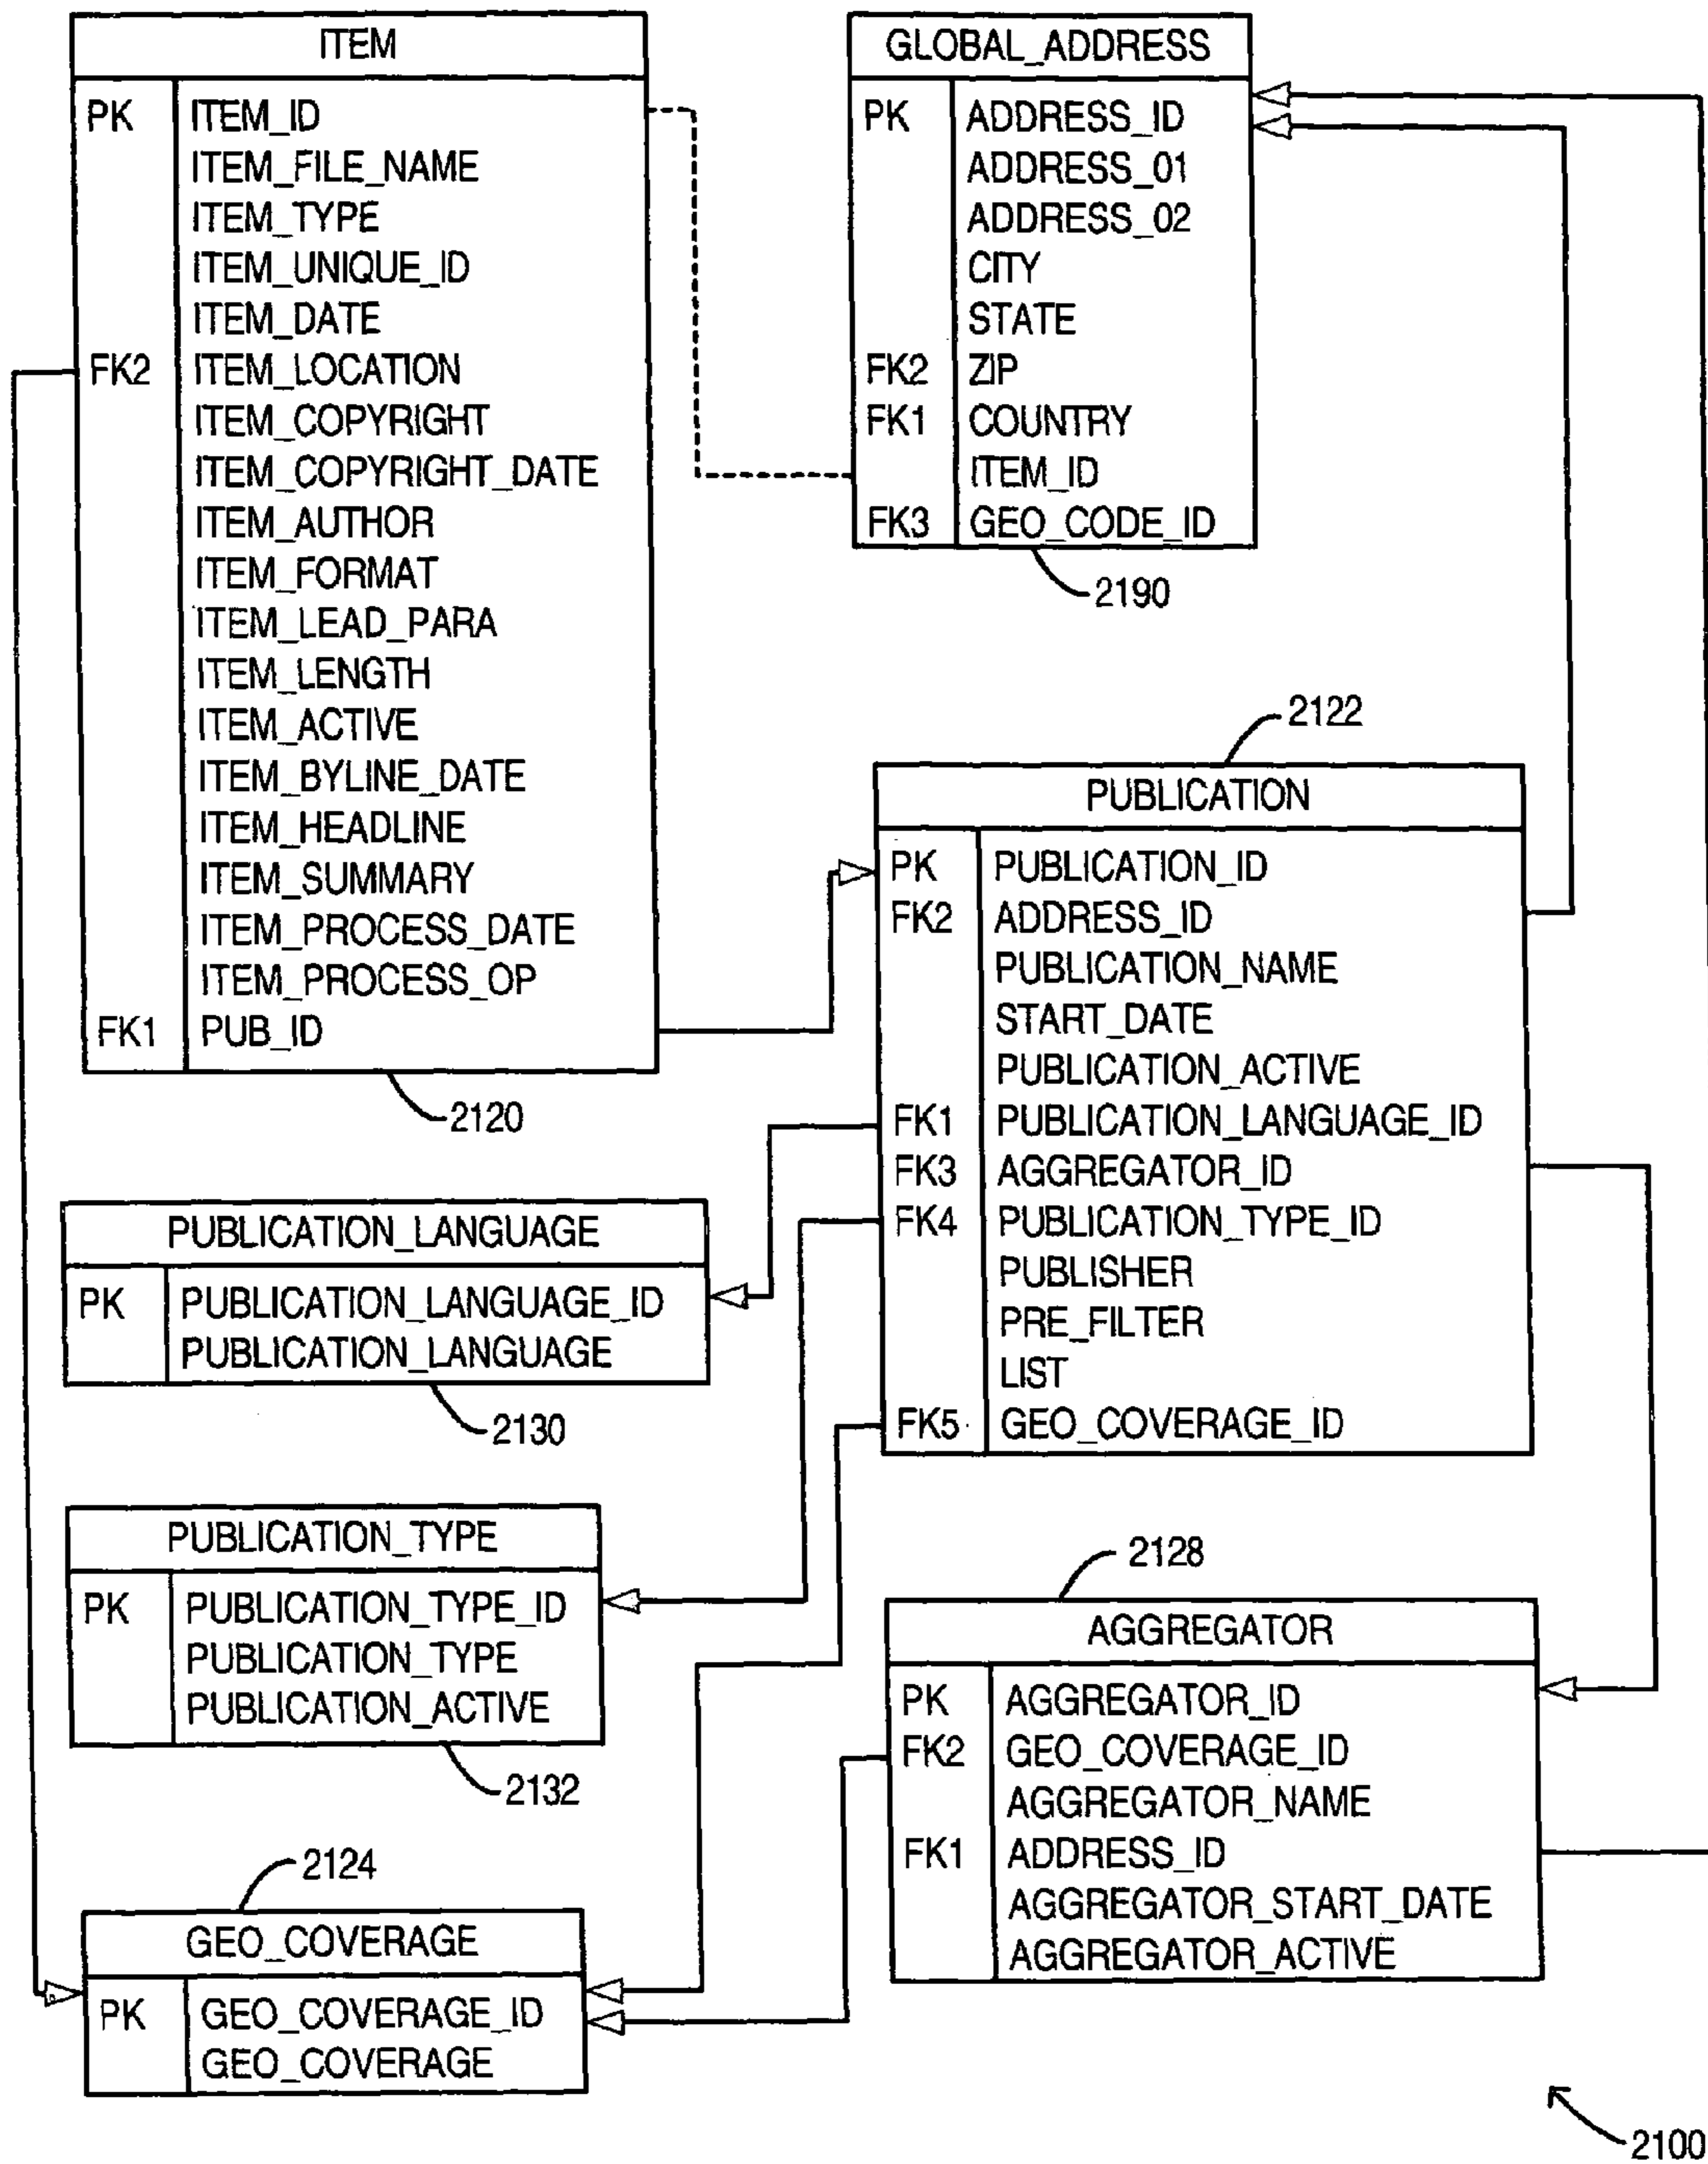 ITEM
PK ITEM_ID
ITEM_FILE_NAME
ITEM_TYPE
ITEM_UNIQUE_ID
ITEM_DATE
FK2 ITEM_LOCATION
ITEM_COPYRIGHT
ITEM_COPYRIGHT_DATE
ITEM_AUTHOR
ITEM_FORMAT
ITEM_LEAD_PARA
ITEM_LENGTH
ITEM_ACTIVE
ITEM_BYLINE_DATE
ITEM_HEADLINE
ITEM_SUMMARY
ITEM_PROCESS_DATE
ITEM_PROCESS_OP
FK1 PUB_ID
2120
GLOBAL_ADDRESS
PK ADDRESS_ID
ADDRESS_01
ADDRESS_02
CITY
STATE
FK2 ZIP
FK1 COUNTRY
ITEM_ID
FK3 GEO_CODE_ID
2190
2122
PUBLICATION
PK PUBLICATION_ID
FK2 ADDRESS_ID
PUBLICATION_NAME
START_DATE
PUBLICATION_ACTIVE
FK1 PUBLICATION_LANGUAGE_ID
FK3 AGGREGATOR_ID
FK4 PUBLICATION_TYPE_ID
PUBLISHER
PRE_FILTER
LIST
FK5 GEO_COVERAGE_ID
PUBLICATION_LANGUAGE
PK PUBLICATION_LANGUAGE_ID
PUBLICATION_LANGUAGE
2130
PUBLICATION_TYPE
PK PUBLICATION_TYPE_ID
PUBLICATION_TYPE
PUBLICATION_ACTIVE
2132
2128
AGGREGATOR
PK AGGREGATOR_ID
FK2 GEO_COVERAGE_ID
AGGREGATOR_NAME
FK1 ADDRESS_ID
AGGREGATOR_START_DATE
AGGREGATOR_ACTIVE
2124
GEO_COVERAGE
PK GEO_COVERAGE_ID
GEO_COVERAGE
2100